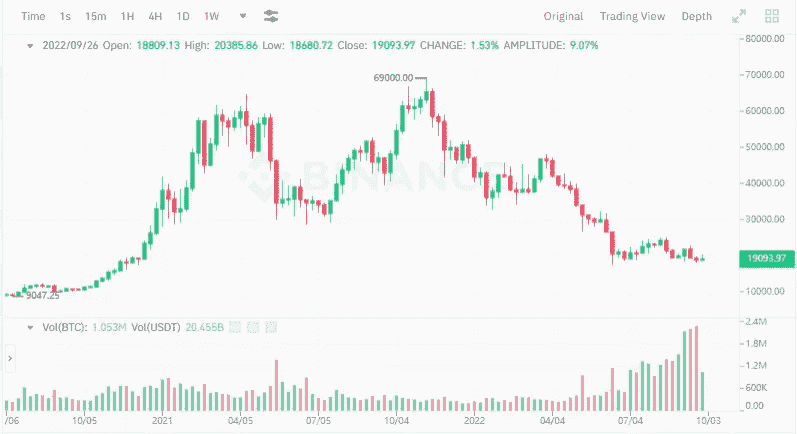 Time 1s 15m 1H 4H 1D 1W Original Trading View Depth
2022/09/26 Open: 18809.13 High: 20385.86 Low: 18680.72 Close: 19093.97 CHANGE: 1.53% AMPLITUDE: 9.07%
80000.00
69000.00
70000.00
60000.00
50000.00
BINANCE
40000.00
30000.00
19093.97
9047.25
10000.00
Vol(BTC): 1.053M Vol(USDT) 20.455B
2.4M
1.8M
1.2M
600K
0.00
/06 10/05 2021 04/05 07/05 10/04 2022 04/04 07/04 10/03